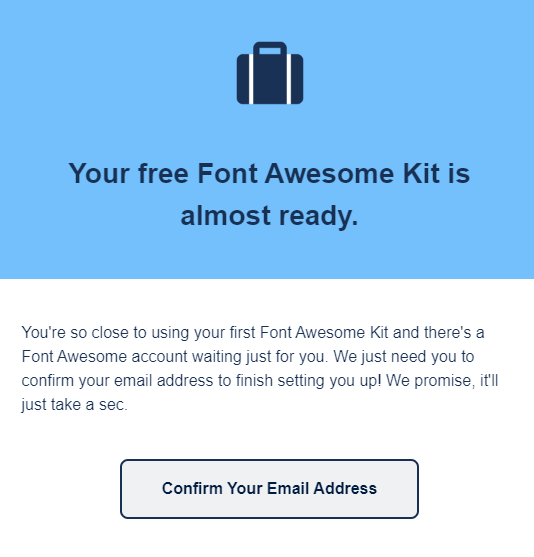 Your free Font Awesome Kit is
almost ready.
You're so close to using your first Font Awesome Kit and there's a
Font Awesome account waiting just for you. We just need you to
confirm your email address to finish setting you up! We promise, it'll
just take a sec.
Confirm Your Email Address